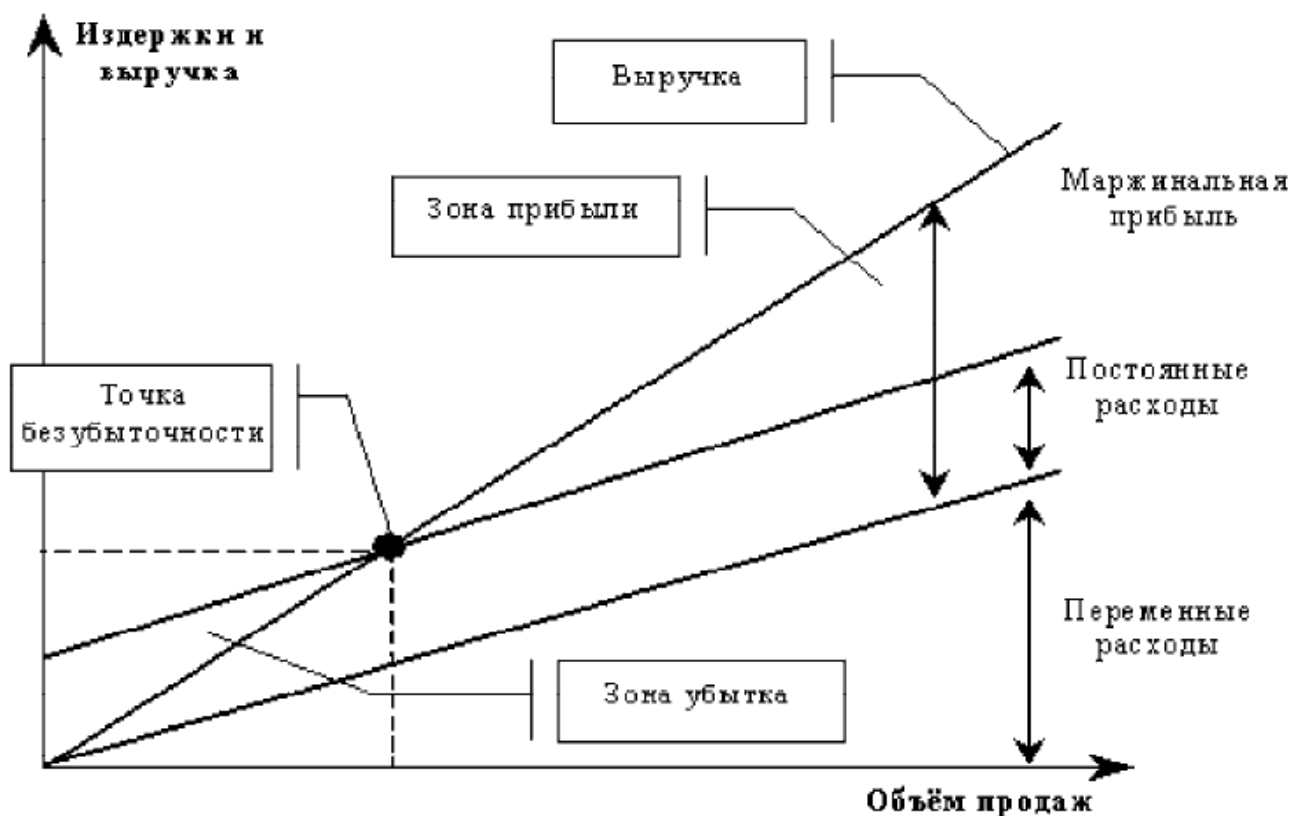 Издержки и
выручка
Выручка
Маржинальная
прибыль
Зона прибыли
Постоянные
расходы
Точка
безубыточности
Переменные
расходы
Зона убытка
Объём продаж